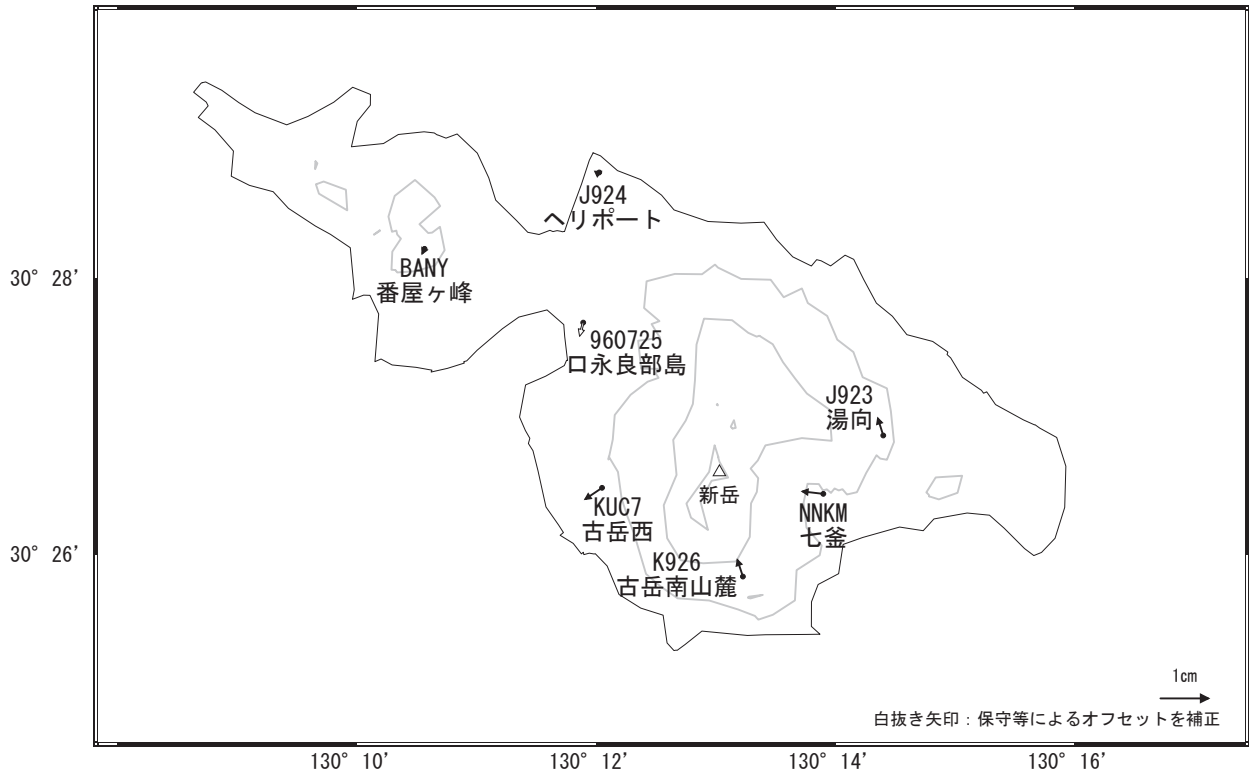 J924
ヘリポート
BANY
番屋ヶ峰
30° 28'
960725
口永良部島
J923
湯向
新岳
KUC7
古岳西
NNKM
七釜
K926
古岳南山麓
30° 26'
1cm
白抜き矢印：保守等によるオフセットを補正
130° 10' 130° 12' 130° 14' 130° 16'